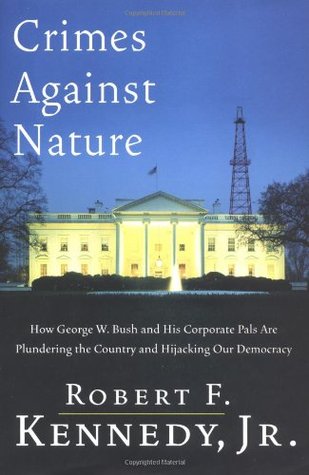 Crimes
Against
Nature
How George W. Bush and His Corporate Pals Are
Plundering the Country and Hijacking Our Democracy
Robert F.
Kennedy, Jr.